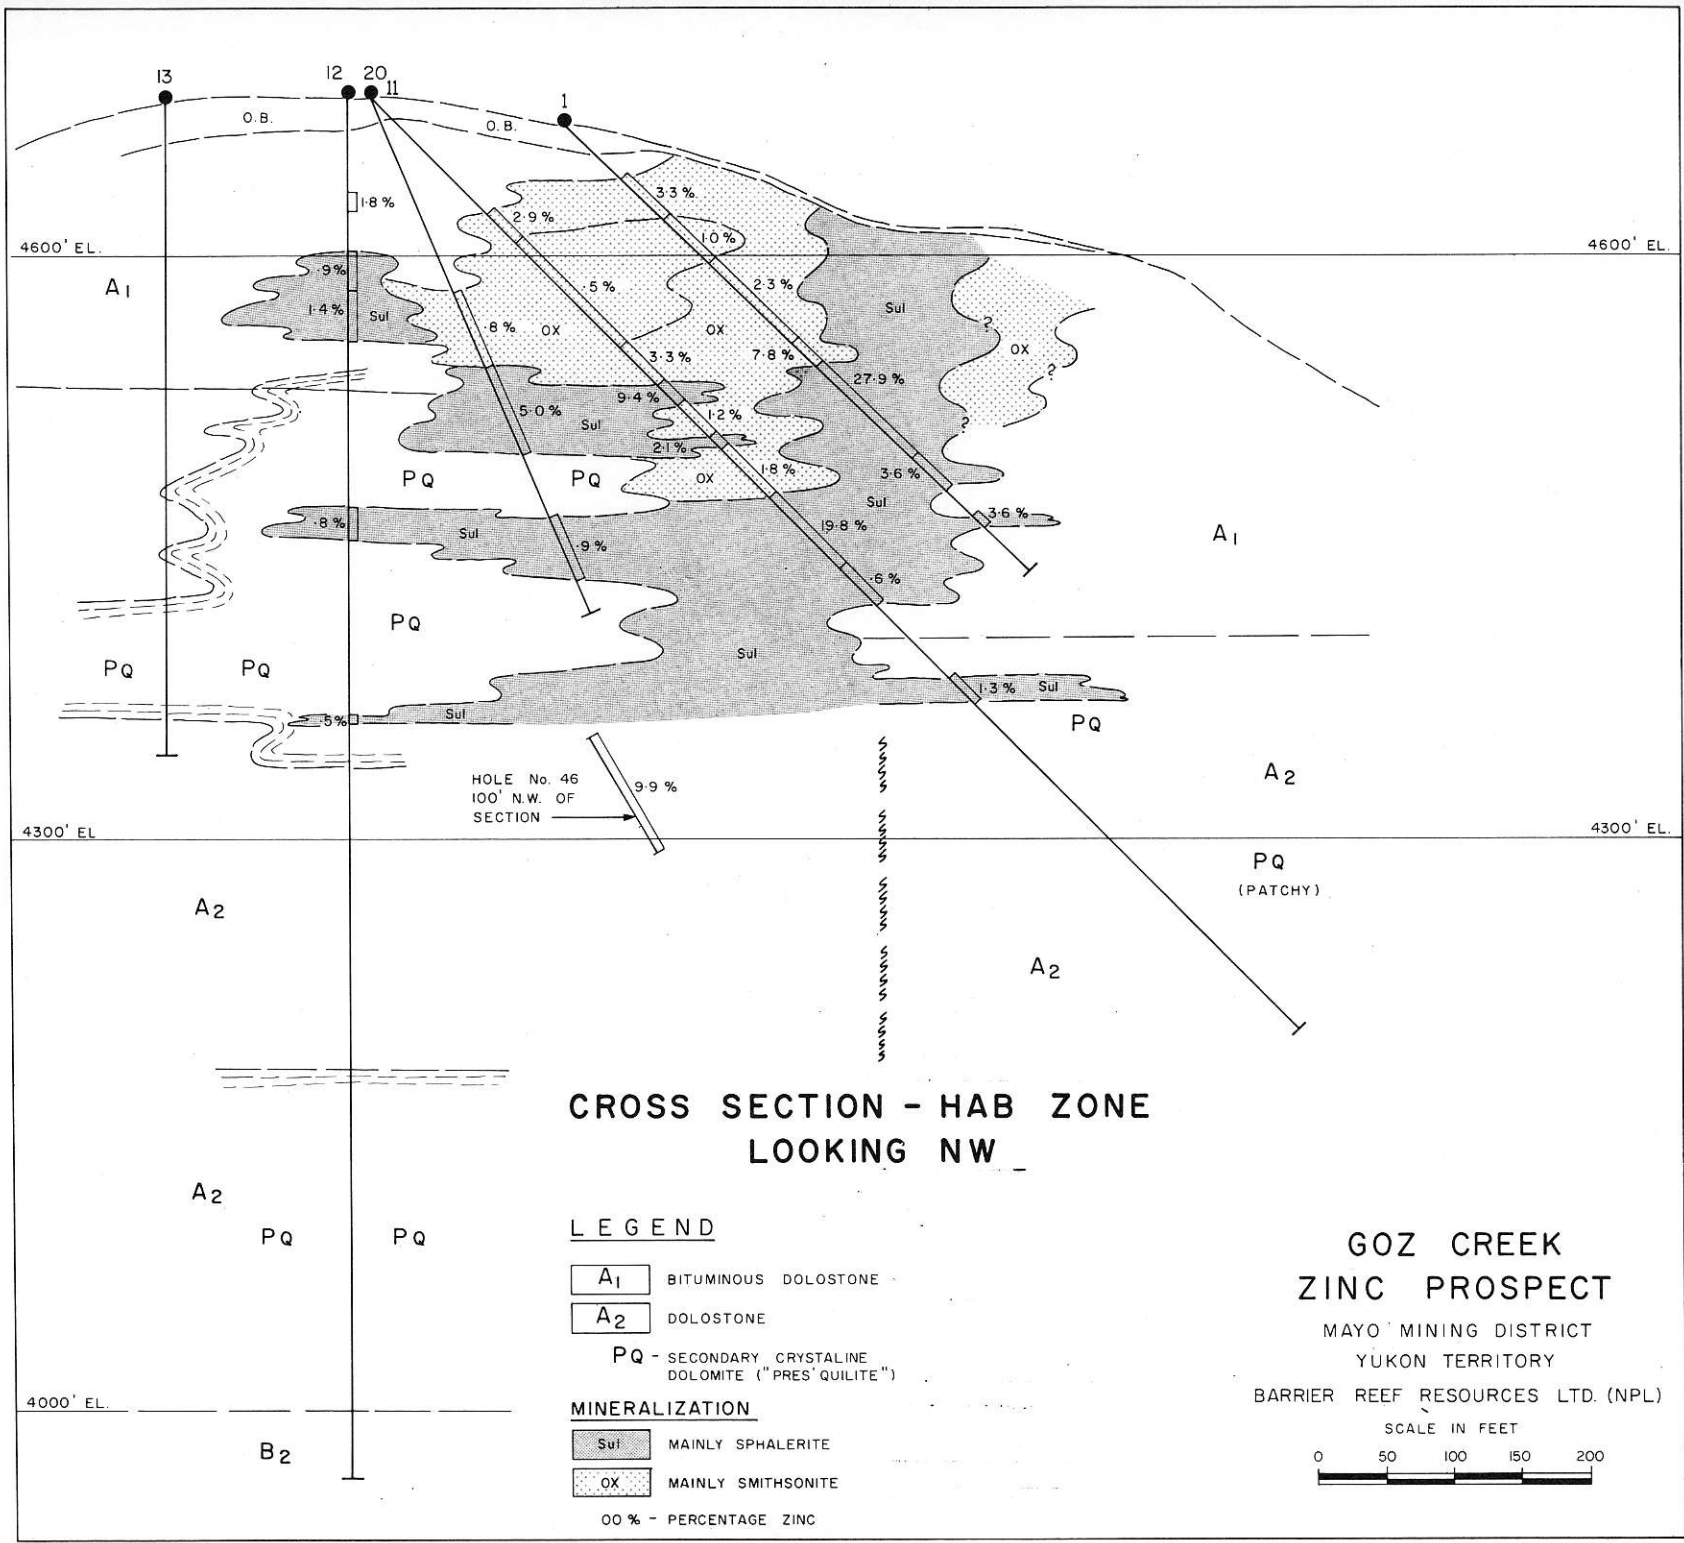 13
12
20
11
1
O.B.
O.B.
1.8%
3.3%
2.9%
1.0%
4600' EL.
4600' EL.
.9%
A1
.5%
2.3%
1.4%
Sul
.8%
OX
OX
Sul
?
OX
3.3%
7.8%
?
27.9%
9.4%
5.0%
Sul
1.2%
?
2.1%
1.8%
PQ
PQ
OX
3.6%
Sul
3.6%
.8%
Sul
19.8%
A1
.9%
.6%
PQ
Sul
PQ
PQ
1.3%
Sul
.5%
Sul
PQ
HOLE No. 46
100' N.W. OF
SECTION
9.9%
A2
4300' EL
4300' EL.
PQ
(PATCHY)
A2
A2
CROSS SECTION - HAB ZONE
LOOKING NW
A2
PQ
PQ
LEGEND
A1 BITUMINOUS DOLOSTONE
A2 DOLOSTONE
PQ - SECONDARY CRYSTALINE
DOLOMITE ("PRES'QUILITE")
MINERALIZATION
Sul MAINLY SPHALERITE
OX MAINLY SMITHSONITE
00% - PERCENTAGE ZINC
4000' EL.
B2
GOZ CREEK
ZINC PROSPECT
MAYO MINING DISTRICT
YUKON TERRITORY
BARRIER REEF RESOURCES LTD. (NPL)
SCALE IN FEET
0 50 100 150 200